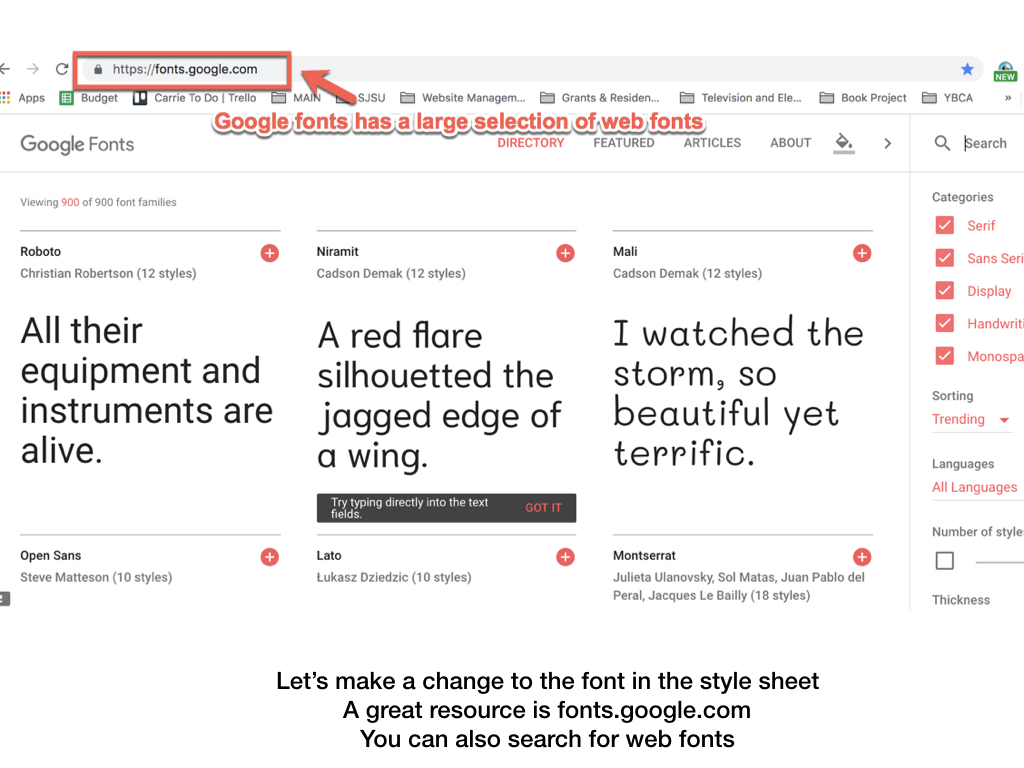 https://fonts.google.com
NEW
Apps Budget Carrie To Do | Trello MAIN SJSU Website Managem... Grants & Residen... Television and Ele... Book Project YBCA »
Google fonts has a large selection of web fonts
Google Fonts DIRECTORY FEATURED ARTICLES ABOUT Search
Viewing 900 of 900 font families
Categories
Serif
Sans Seri
Display
Handwriti
Monospa
Sorting
Trending
Languages
All Languages
Number of style
Thickness
Roboto
Christian Robertson (12 styles)
All their
equipment and
instruments are
alive.
Niramit
Cadson Demak (12 styles)
A red flare
silhouetted the
jagged edge of
a wing.
Try typing directly into the text
fields.
GOT IT
Mali
Cadson Demak (12 styles)
I watched the
storm, so
beautiful yet
terrific.
Open Sans
Steve Matteson (10 styles)
Lato
Łukasz Dziedzic (10 styles)
Montserrat
Julieta Ulanovsky, Sol Matas, Juan Pablo del
Peral, Jacques Le Bailly (18 styles)
Let's make a change to the font in the style sheet
A great resource is fonts.google.com
You can also search for web fonts